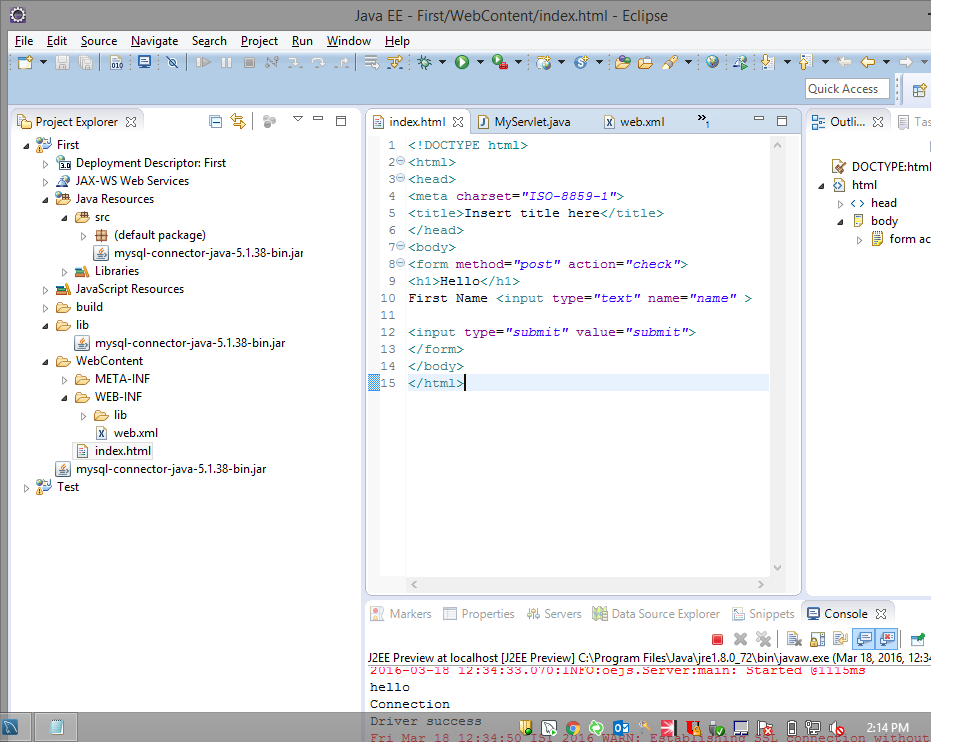 Java EE - First/WebContent/index.html - Eclipse
File Edit Source Navigate Search Project Run Window Help
Quick Access
Project Explorer
First
Deployment Descriptor: First
JAX-WS Web Services
Java Resources
src
(default package)
mysql-connector-java-5.1.38-bin.jar
Libraries
JavaScript Resources
build
lib
mysql-connector-java-5.1.38-bin.jar
WebContent
META-INF
WEB-INF
lib
web.xml
index.html
mysql-connector-java-5.1.38-bin.jar
Test
index.html MyServlet.java web.xml »1
1 <!DOCTYPE html>
2 <html>
3 <head>
4 <meta charset="ISO-8859-1">
5 <title>Insert title here</title>
6 </head>
7 <body>
8 <form method="post" action="check">
9 <h1>Hello</h1>
10 First Name <input type="text" name="name" >
11
12 <input type="submit" value="submit">
13 </form>
14 </body>
15 </html>
Outli... Tas
DOCTYPE:html
html
head
body
form ac
Markers Properties Servers Data Source Explorer Snippets Console
J2EE Preview at localhost [J2EE Preview] C:\Program Files\Java\jre1.8.0_72\bin\javaw.exe (Mar 18, 2016, 12:34
2016-03-18 12:34:33.070:INFO:oejs.Server:main: Started @1115ms
hello
Connection
Driver success
Fri Mar 18 12:34:50 IST 2016 WARN: Establishing SSL connection without
2:14 PM